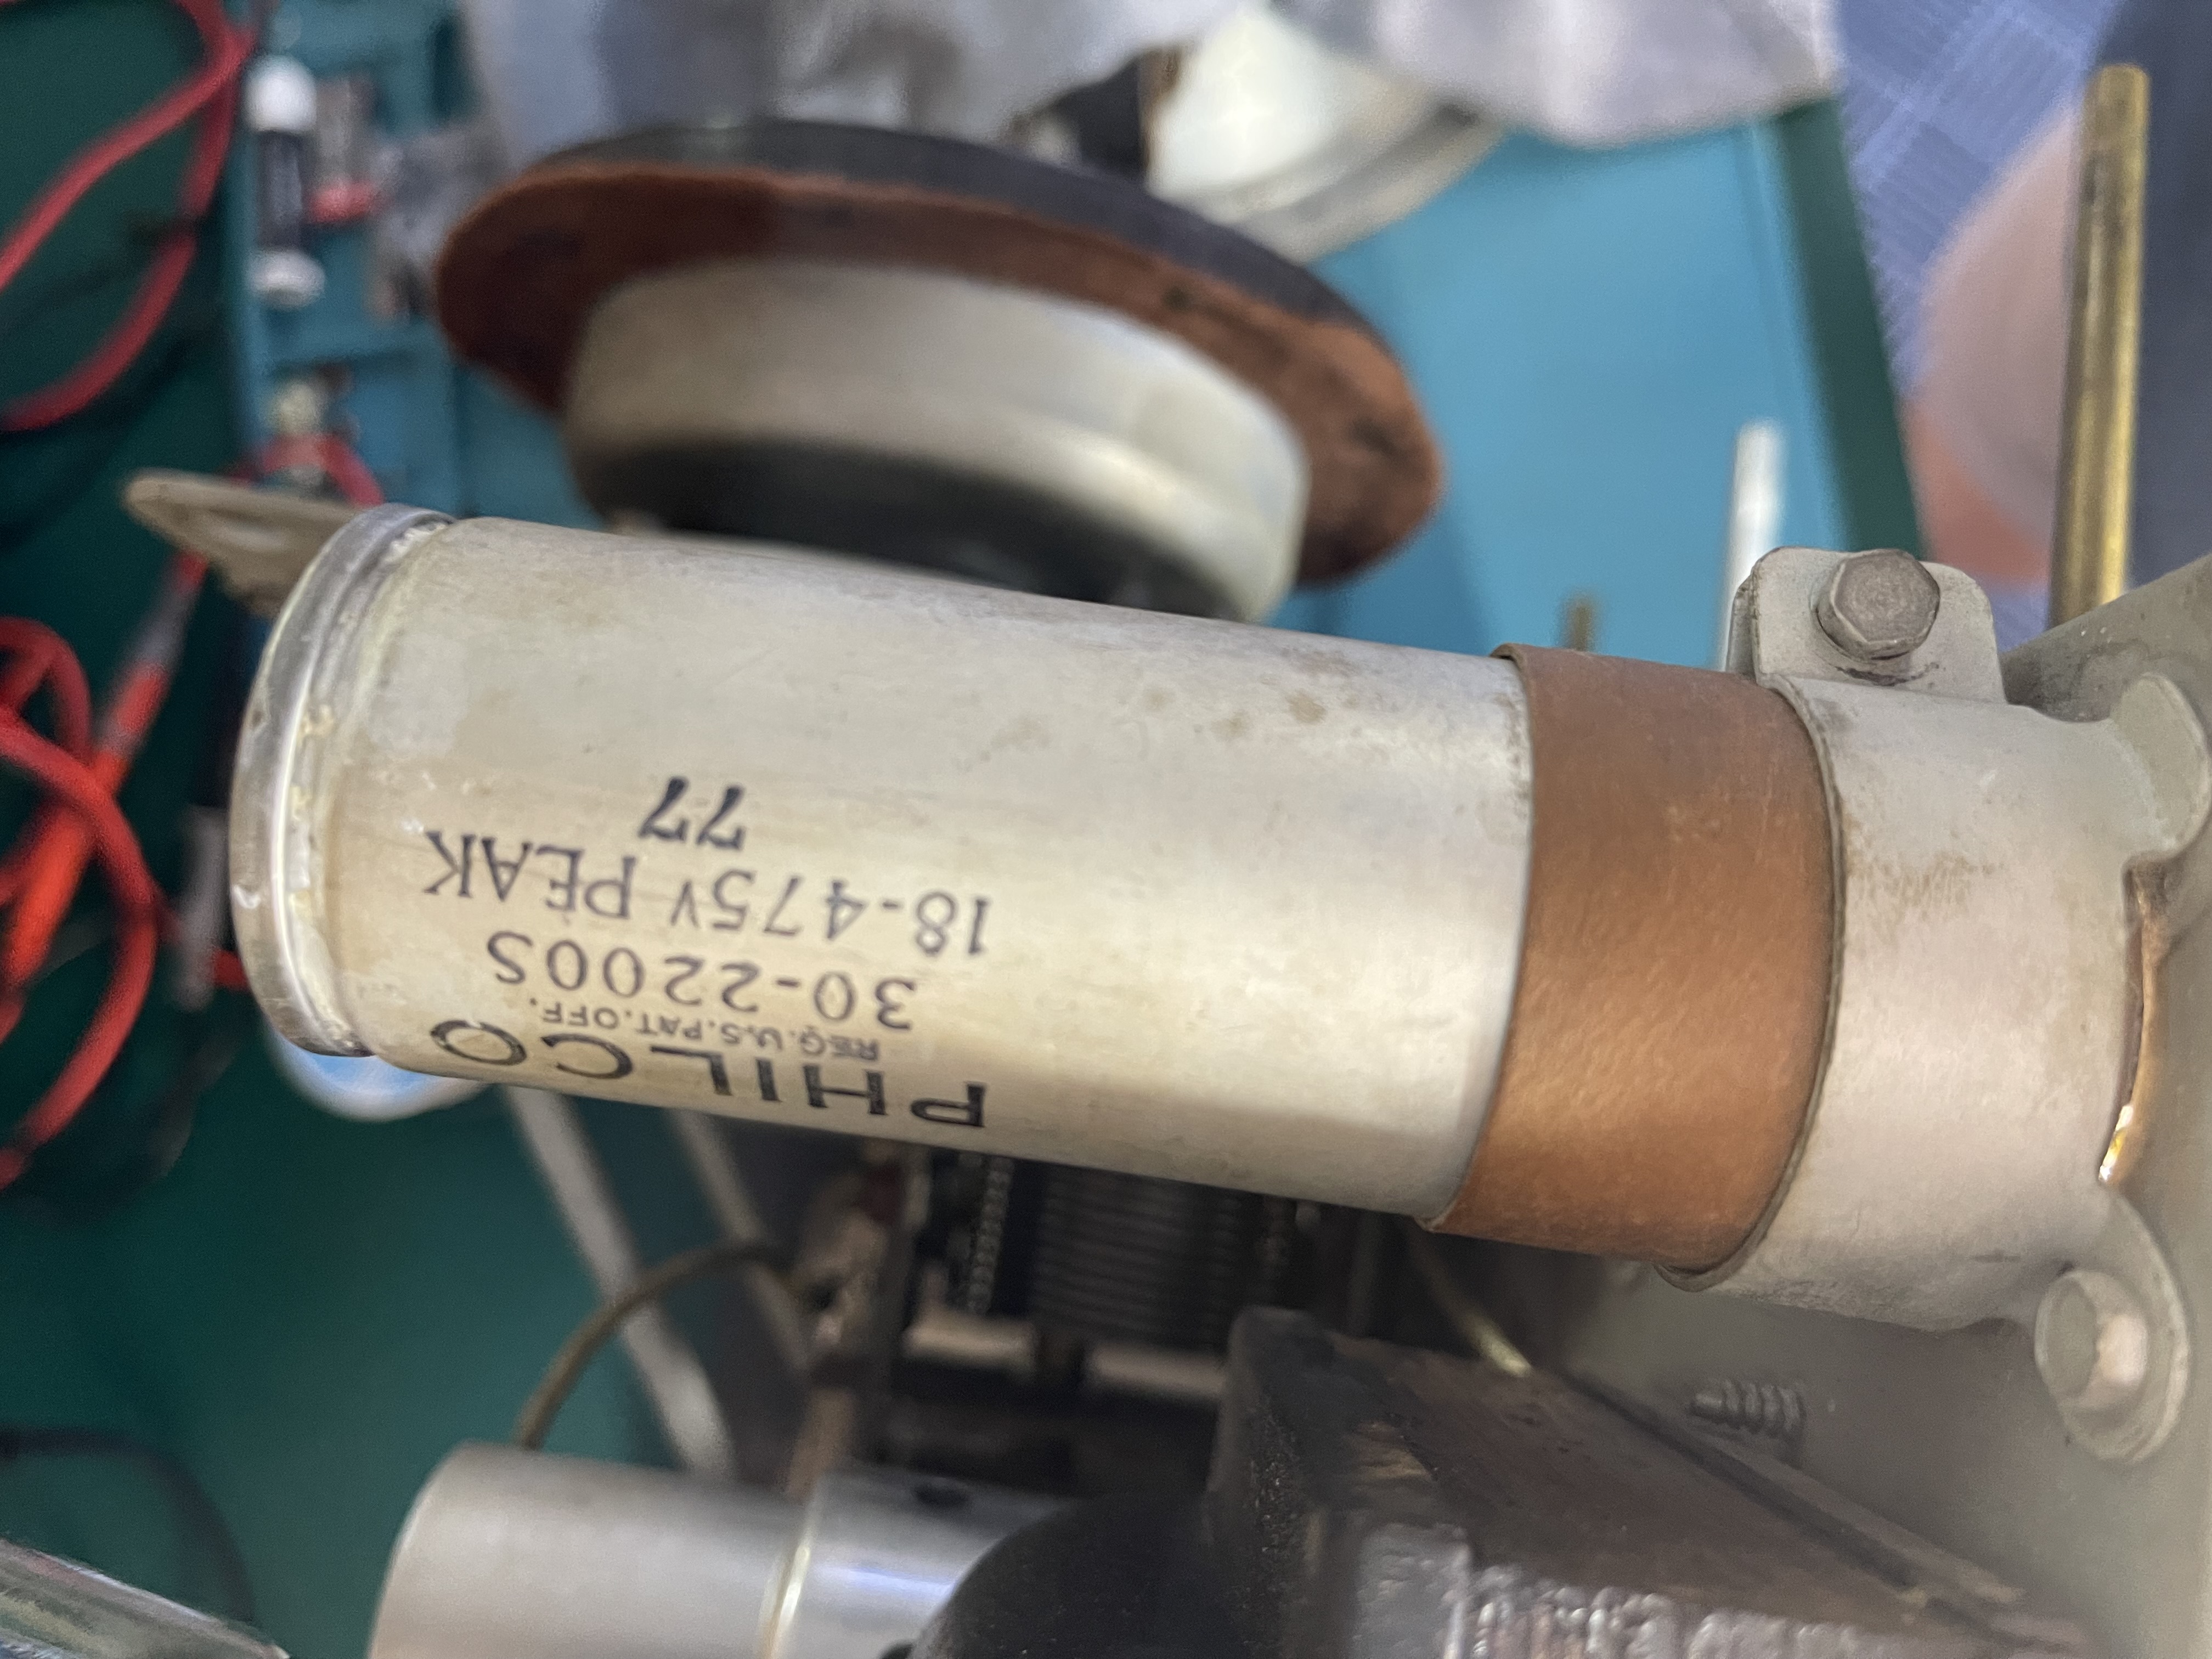 PHILCO
REG. U.S. PAT. OFF.
30-2200S
18-475V PEAK
77